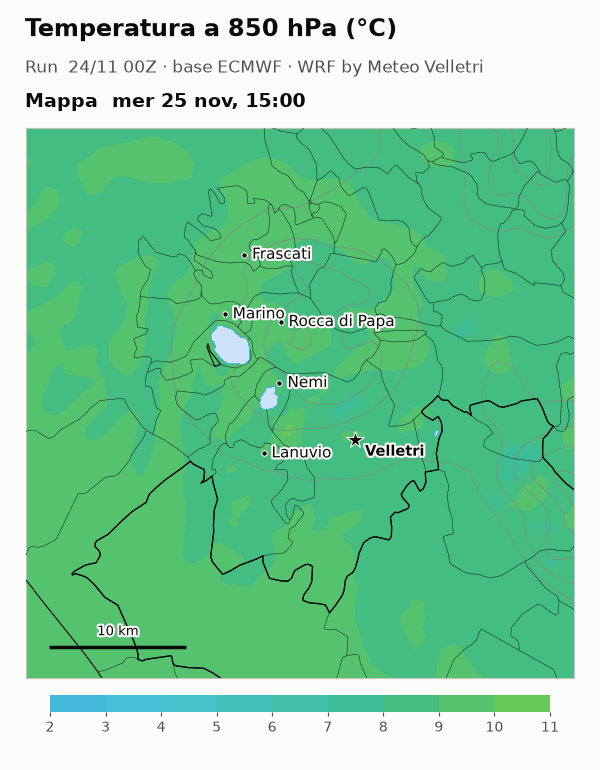 Temperatura a 850 hPa (°C)
Run  24/11 00Z · base ECMWF · WRF by Meteo Velletri
Mappa  mer 25 nov, 15:00
Frascati
Marino
Rocca di Papa
Nemi
Velletri
Lanuvio
10 km
2 3 4 5 6 7 8 9 10 11